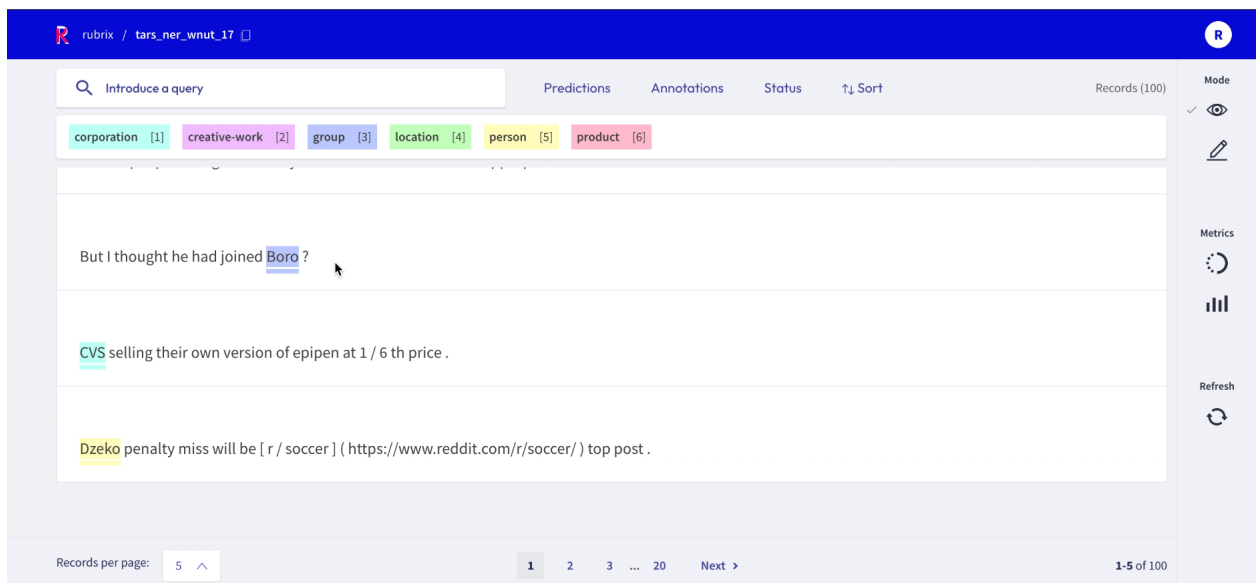 R rubrix / tars_ner_wnut_17
R
Introduce a query
Predictions
Annotations
Status
↑↓ Sort
Records (100)
Mode
corporation [1]
creative-work [2]
group [3]
location [4]
person [5]
product [6]
But I thought he had joined Boro ?
Metrics
CVS selling their own version of epipen at 1 / 6 th price .
Refresh
Dzeko penalty miss will be [ r / soccer ] ( https://www.reddit.com/r/soccer/ ) top post .
Records per page: 5
1 2 3 ... 20 Next >
1-5 of 100